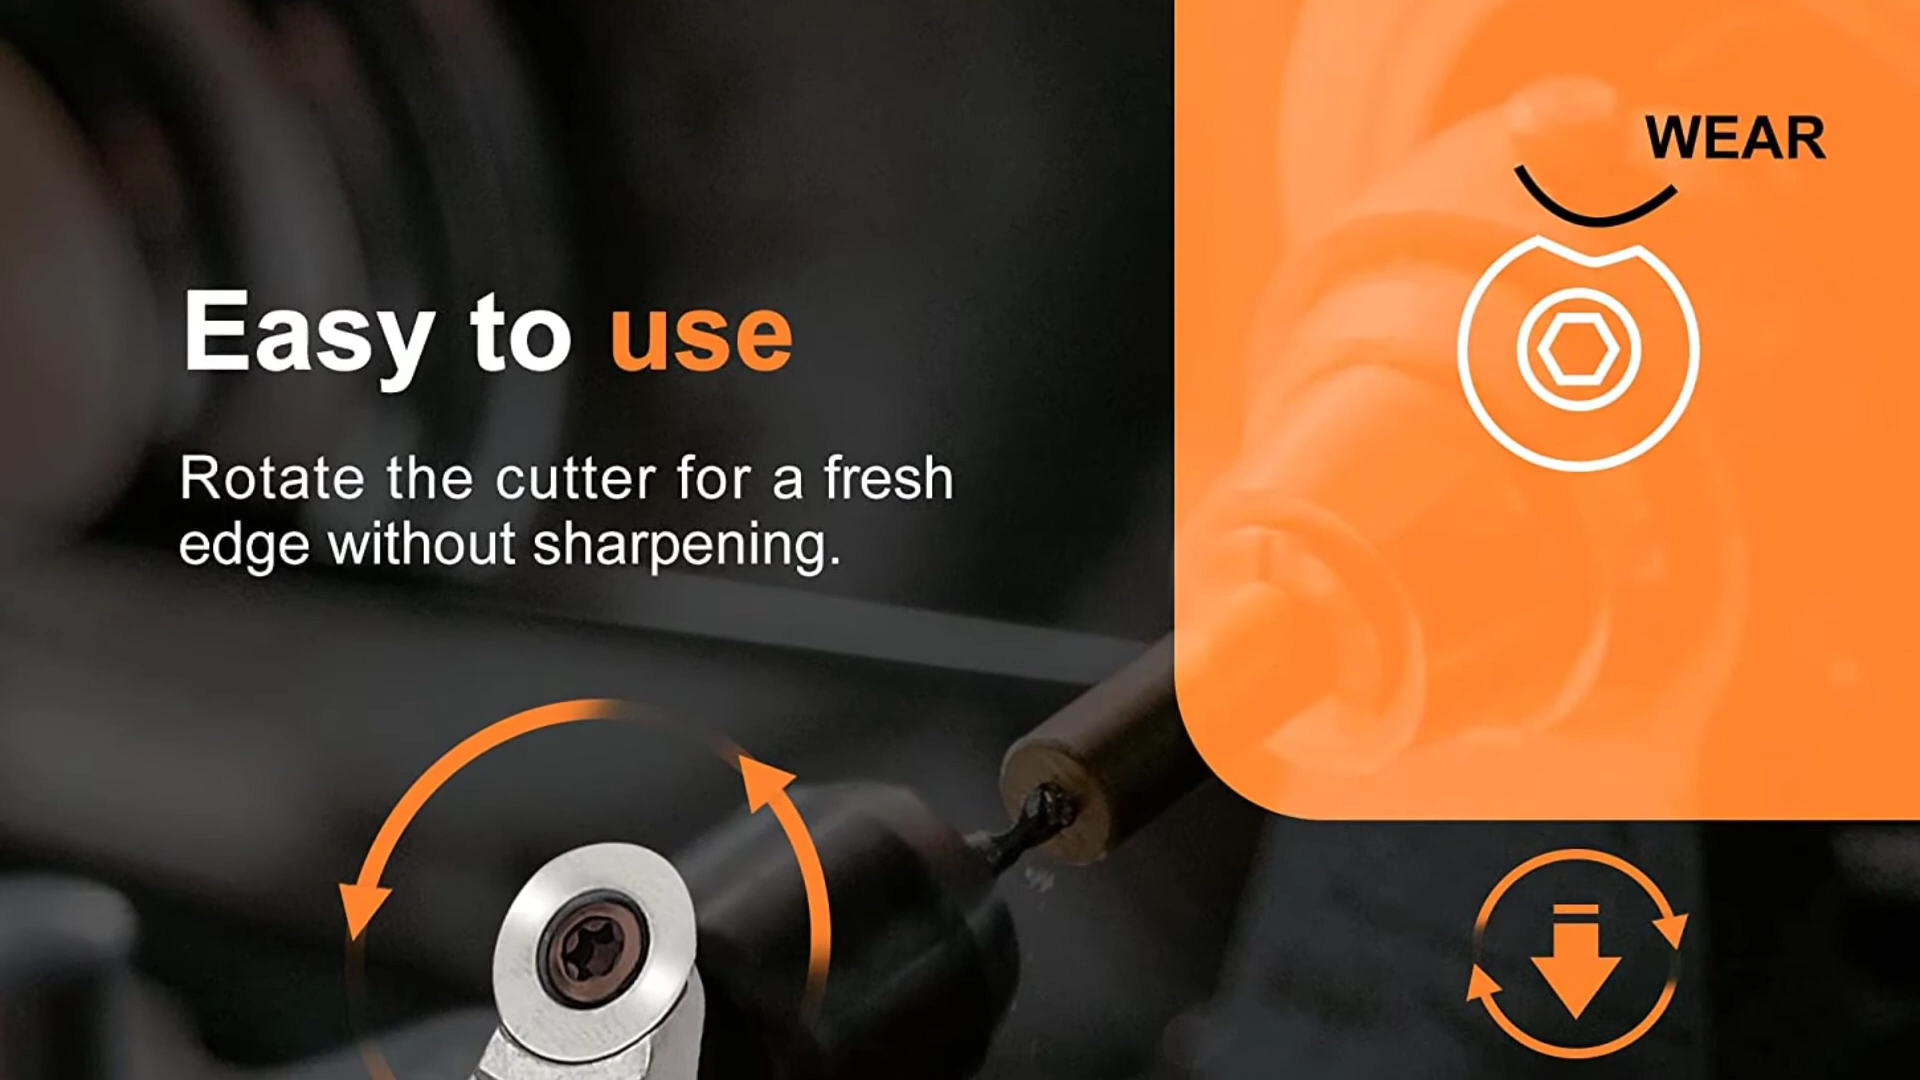 Easy to use
Rotate the cutter for a fresh
edge without sharpening.
WEAR